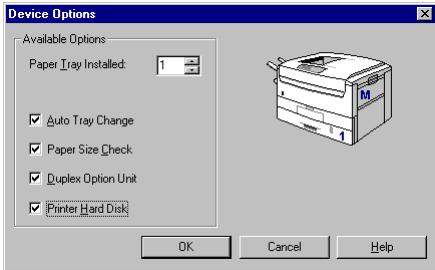 Device Options
Available Options
Paper Tray Installed:
1
Auto Tray Change
Paper Size Check
Duplex Option Unit
Printer Hard Disk
M
1
OK
Cancel
Help